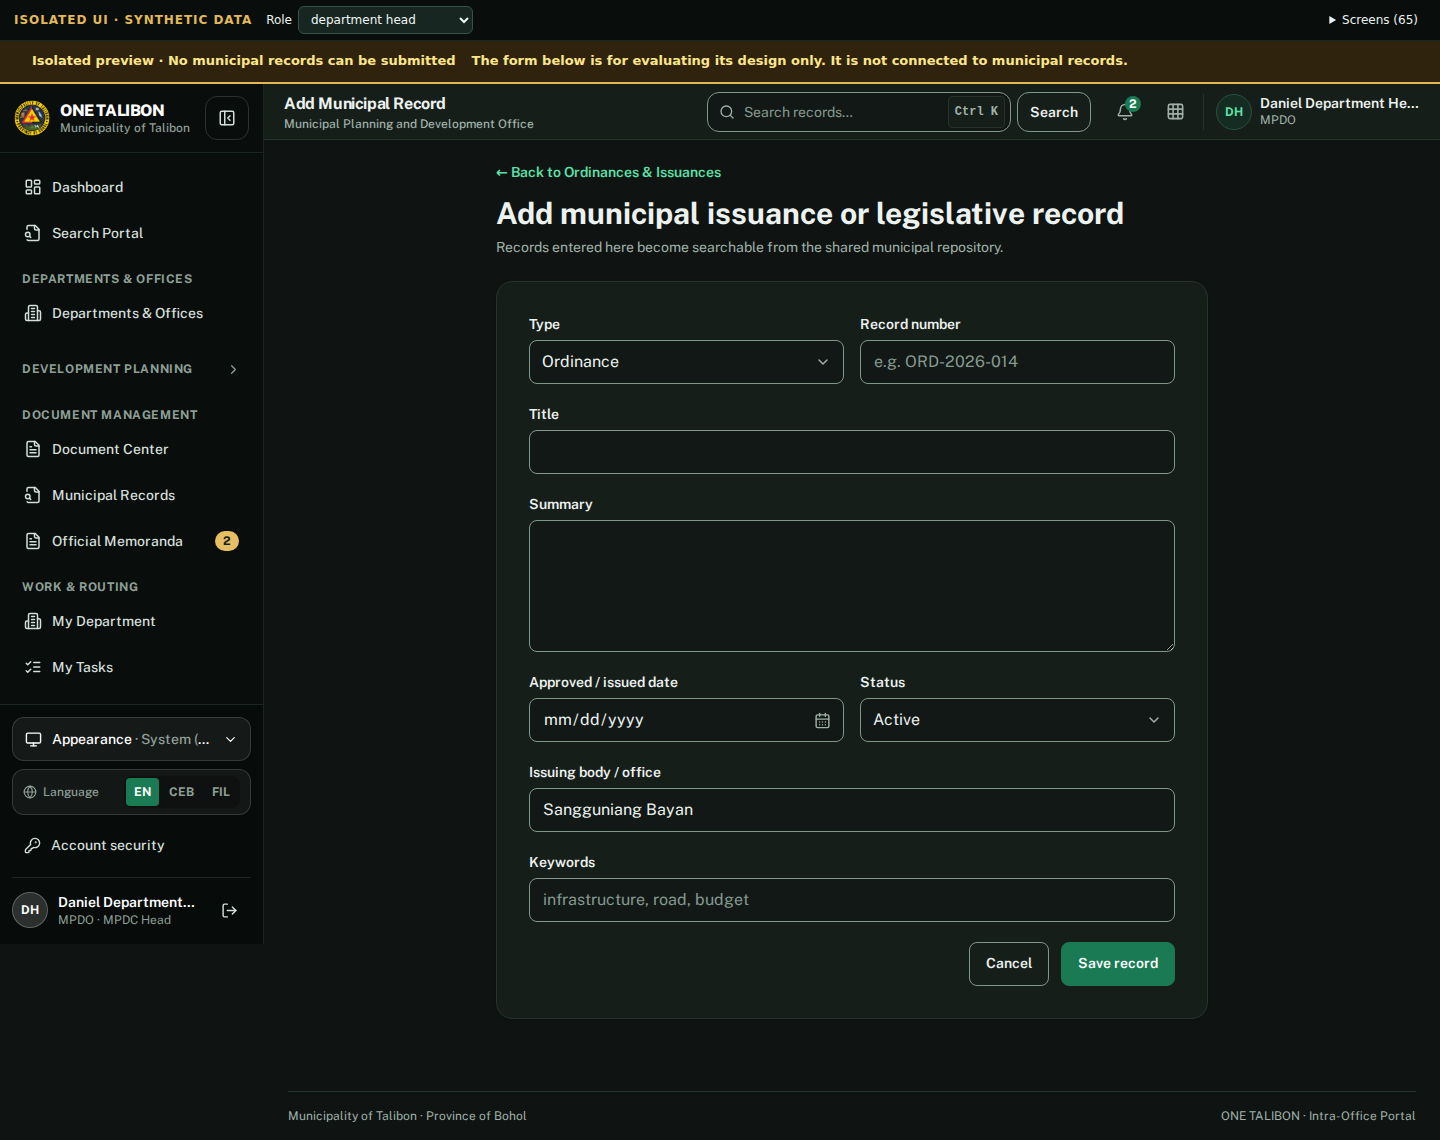 ISOLATED UI · SYNTHETIC DATA
Role
department head
Screens (65)
Isolated preview · No municipal records can be submitted
The form below is for evaluating its design only. It is not connected to municipal records.
ONE TALIBON
Municipality of Talibon
Add Municipal Record
Municipal Planning and Development Office
Search records...
Ctrl K
Search
2
DH
Daniel Department He...
MPDO
Dashboard
Search Portal
DEPARTMENTS & OFFICES
Departments & Offices
DEVELOPMENT PLANNING
DOCUMENT MANAGEMENT
Document Center
Municipal Records
Official Memoranda
2
WORK & ROUTING
My Department
My Tasks
Appearance · System (...
Language
EN
CEB
FIL
Account security
DH
Daniel Department...
MPDO · MPDC Head
← Back to Ordinances & Issuances
Add municipal issuance or legislative record
Records entered here become searchable from the shared municipal repository.
Type
Ordinance
Record number
e.g. ORD-2026-014
Title
Summary
Approved / issued date
mm/dd/yyyy
Status
Active
Issuing body / office
Sangguniang Bayan
Keywords
infrastructure, road, budget
Cancel
Save record
Municipality of Talibon · Province of Bohol
ONE TALIBON · Intra-Office Portal